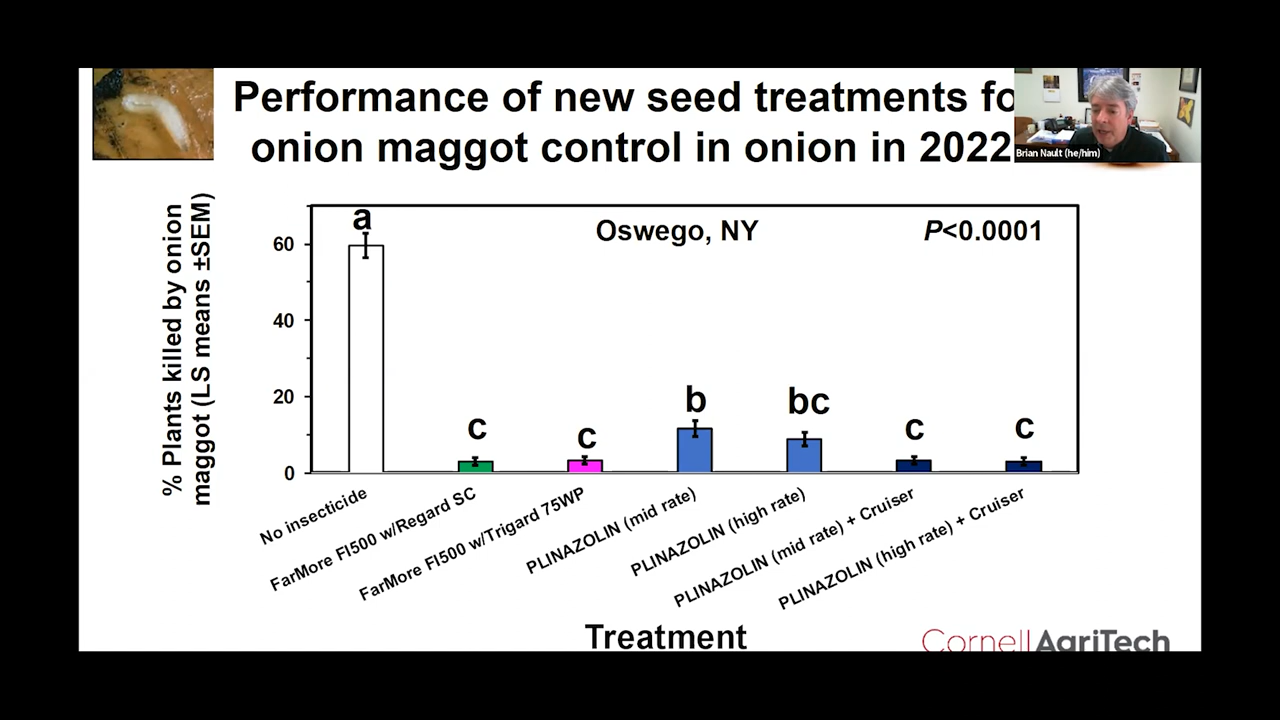 Performance of new seed treatments fo
onion maggot control in onion in 2022
Brian Nault (he/him)
% Plants killed by onion
maggot (LS means ±SEM)
Oswego, NY
P<0.0001
60
40
20
0
a
c
c
b
bc
c
c
No insecticide
FarMore FI500 w/Regard SC
FarMore FI500 w/Trigard 75WP
PLINAZOLIN (mid rate)
PLINAZOLIN (high rate)
PLINAZOLIN (mid rate) + Cruiser
PLINAZOLIN (high rate) + Cruiser
Treatment
CornellAgriTech